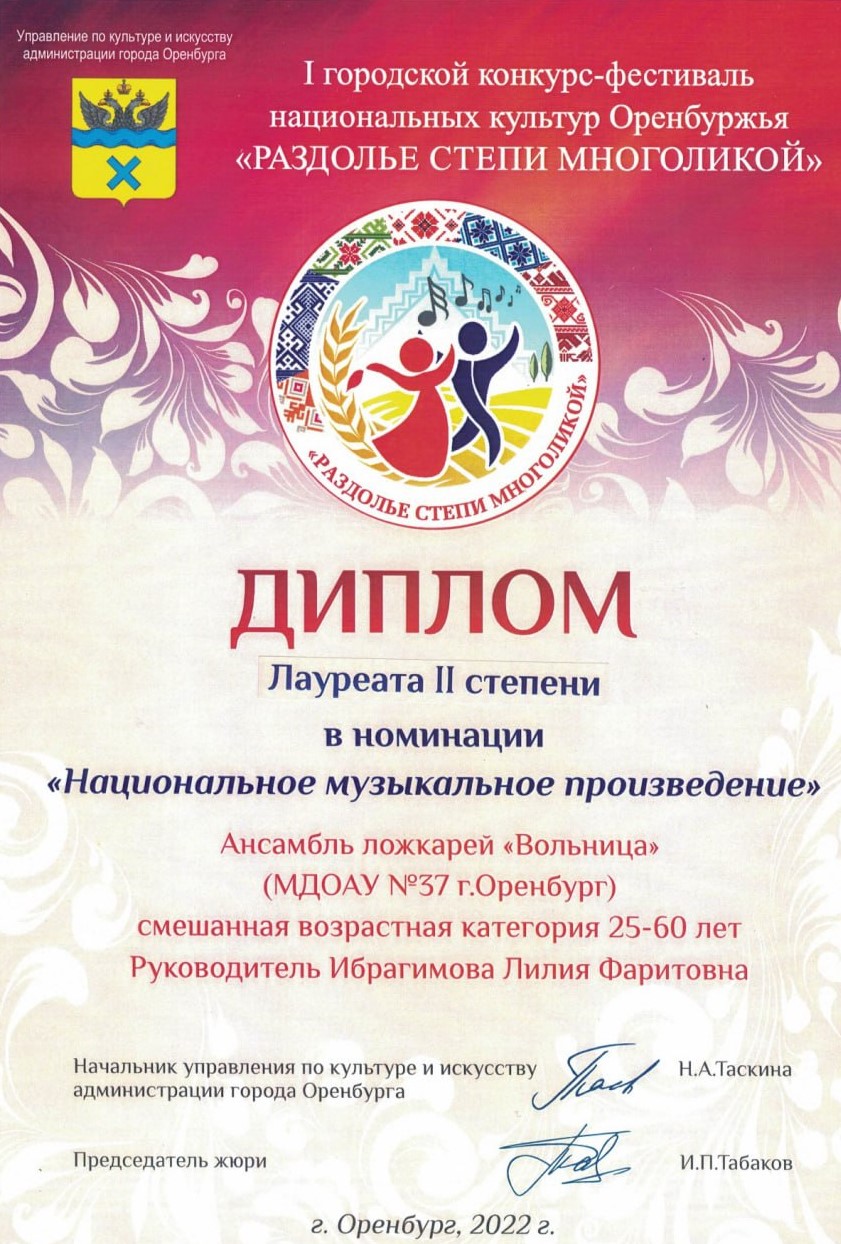 Управление по культуре и искусству
администрации города Оренбурга
I городской конкурс-фестиваль
национальных культур Оренбуржья
«РАЗДОЛЬЕ СТЕПИ МНОГОЛИКОЙ»
«РАЗДОЛЬЕ СТЕПИ МНОГОЛИКОЙ»
ДИПЛОМ
Лауреата II степени
в номинации
«Национальное музыкальное произведение»
Ансамбль ложкарей «Вольница»
(МДОАУ №37 г.Оренбург)
смешанная возрастная категория 25-60 лет
Руководитель Ибрагимова Лилия Фаритовна
Начальник управления по культуре и искусству
администрации города Оренбурга
Н.А.Таскина
Председатель жюри
И.П.Табаков
г. Оренбург, 2022 г.